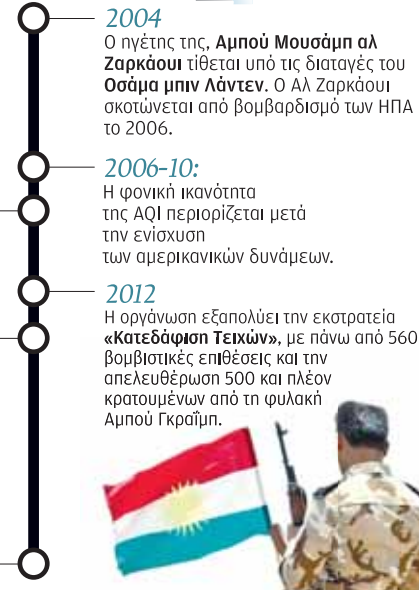 2004
Ο ηγέτης της, Αμπού Μουσάμπ αλ
Ζαρκάουι τίθεται υπό τις διαταγές του
Οσάμα μπιν Λάντεν. Ο Αλ Ζαρκάουι
σκοτώνεται από βομβαρδισμό των ΗΠΑ
το 2006.
2006-10:
Η φονική ικανότητα
της AQI περιορίζεται μετά
την ενίσχυση
των αμερικανικών δυνάμεων.
2012
Η οργάνωση εξαπολύει την εκστρατεία
«Κατεδάφιση Τειχών», με πάνω από 560
βομβιστικές επιθέσεις και την
απελευθέρωση 500 και πλέον
κρατουμένων από τη φυλακή
Αμπού Γκραΐμπ.